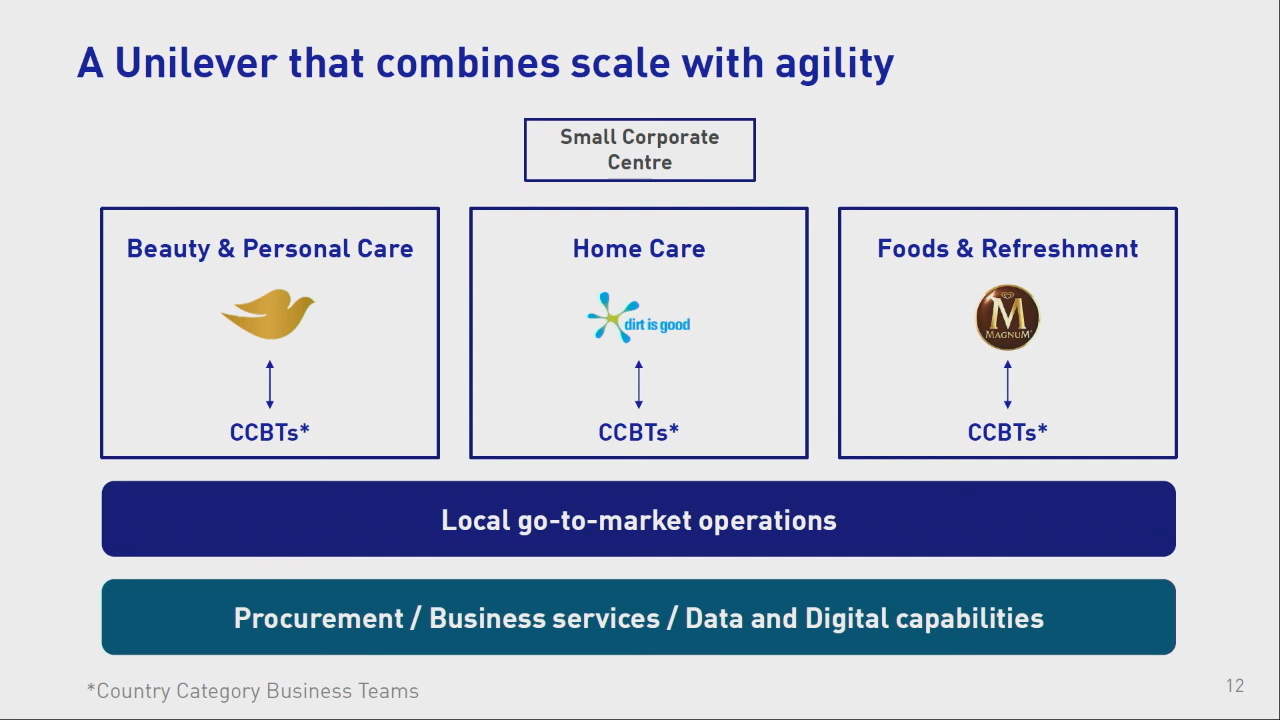 A Unilever that combines scale with agility
Small Corporate
Centre
Beauty & Personal Care
Home Care
Foods & Refreshment
dirt is good
M
MAGNUM
CCBTs*
CCBTs*
CCBTs*
Local go-to-market operations
Procurement / Business services / Data and Digital capabilities
*Country Category Business Teams
12